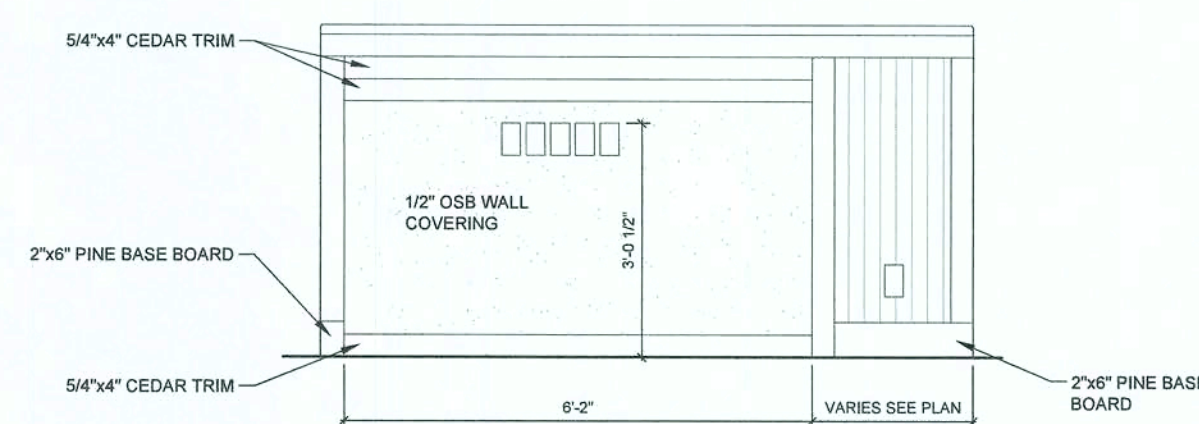 5/4"x4" CEDAR TRIM
1/2" OSB WALL
COVERING
3'-0 1/2"
2"x6" PINE BASE BOARD
5/4"x4" CEDAR TRIM
6'-2"
VARIES SEE PLAN
2"x6" PINE BASE
BOARD